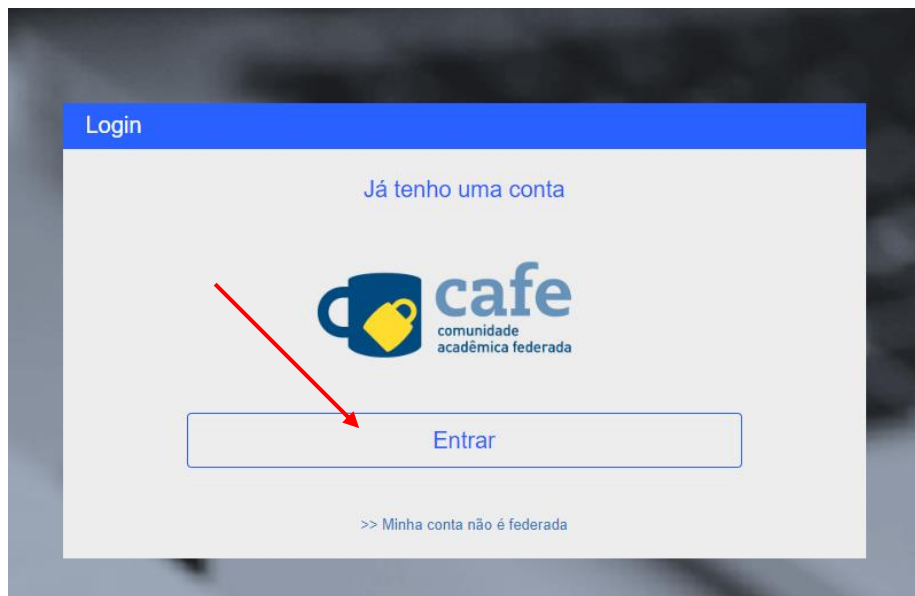 Login
Já tenho uma conta
cafe
comunidade
acadêmica federada
Entrar
>> Minha conta não é federada